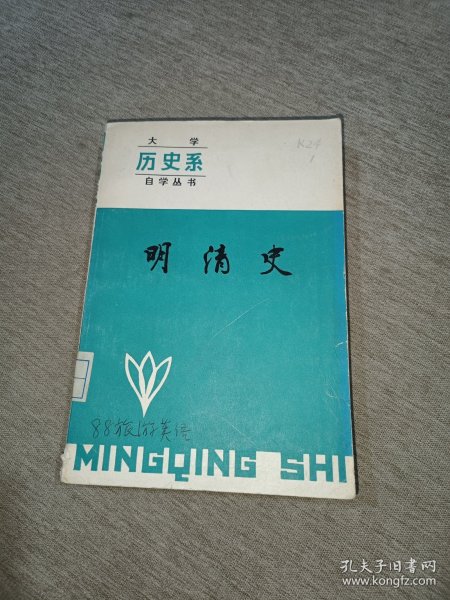 大学
历史系
自学丛书
K24
1
明清史
88旅游英语
MINGQING SHI
孔夫子旧书网
www.kongfz.com